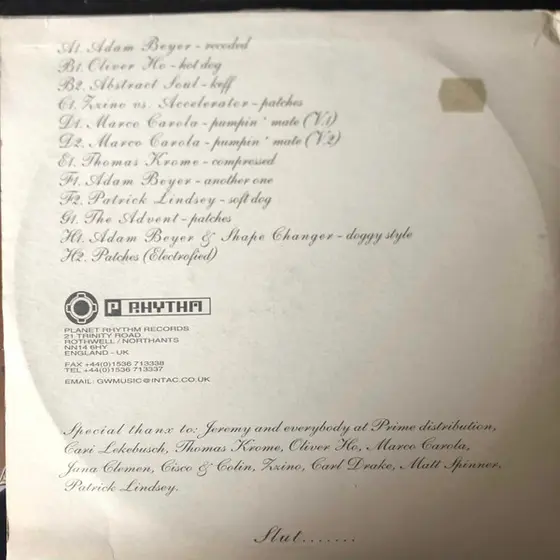 A1. Adam Beyer - recoded
B1. Oliver Ho - hot dog
B2. Abstract Soul - keff
C1. Zzino vs. Accelerator - patches
D1. Marco Carola - pumpin' mate (V.1)
D2. Marco Carola - pumpin' mate (V.2)
E1. Thomas Krome - compressed
F1. Adam Beyer - another one
F2. Patrick Lindsey - soft dog
G1. The Advent - patches
H1. Adam Beyer & Shape Changer - doggy style
H2. Patches (Electrofied)
P RHYTHM
PLANET RHYTHM RECORDS
21 TRINITY ROAD
ROTHWELL / NORTHANTS
NN14 6HY
ENGLAND - UK
FAX +44(0)1536 713338
TEL +44(0)1536 713337
EMAIL: GWMUSIC@INTAC.CO.UK
Special thanx to: Jeremy and everybody at Prime distribution,
Cari Lekebusch, Thomas Krome, Oliver Ho, Marco Carola,
Jana Clemen, Cisco & Colin, Zzino, Carl Drake, Matt Spinner,
Patrick Lindsey.
Slut.......